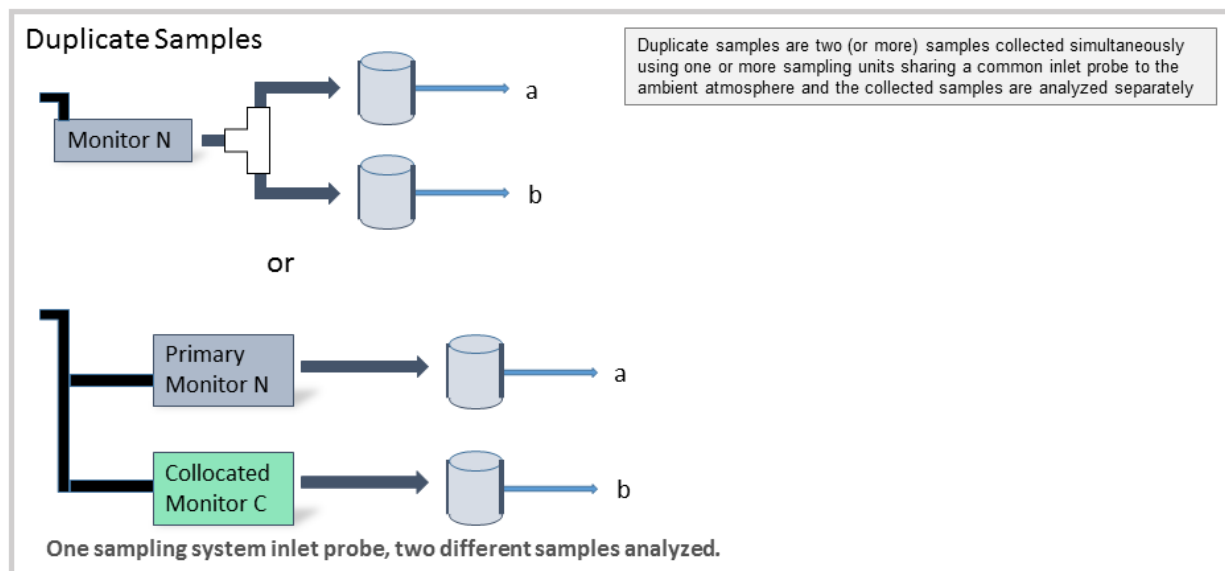 Duplicate Samples
Duplicate samples are two (or more) samples collected simultaneously
using one or more sampling units sharing a common inlet probe to the
ambient atmosphere and the collected samples are analyzed separately
a
Monitor N
b
or
Primary
Monitor N
a
Collocated
Monitor C
b
One sampling system inlet probe, two different samples analyzed.